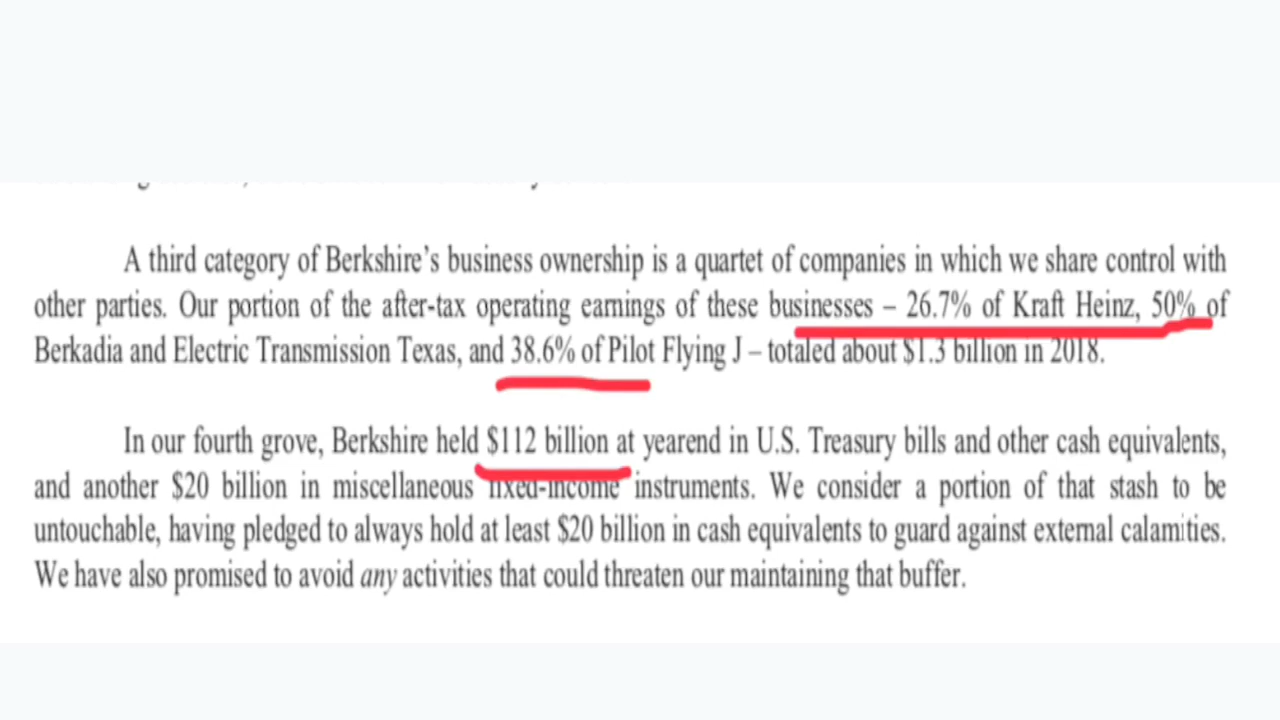 A third category of Berkshire’s business ownership is a quartet of companies in which we share control with
other parties. Our portion of the after-tax operating earnings of these businesses – 26.7% of Kraft Heinz, 50% of
Berkadia and Electric Transmission Texas, and 38.6% of Pilot Flying J – totaled about $1.3 billion in 2018.
In our fourth grove, Berkshire held $112 billion at yearend in U.S. Treasury bills and other cash equivalents,
and another $20 billion in miscellaneous fixed-income instruments. We consider a portion of that stash to be
untouchable, having pledged to always hold at least $20 billion in cash equivalents to guard against external calamities.
We have also promised to avoid any activities that could threaten our maintaining that buffer.